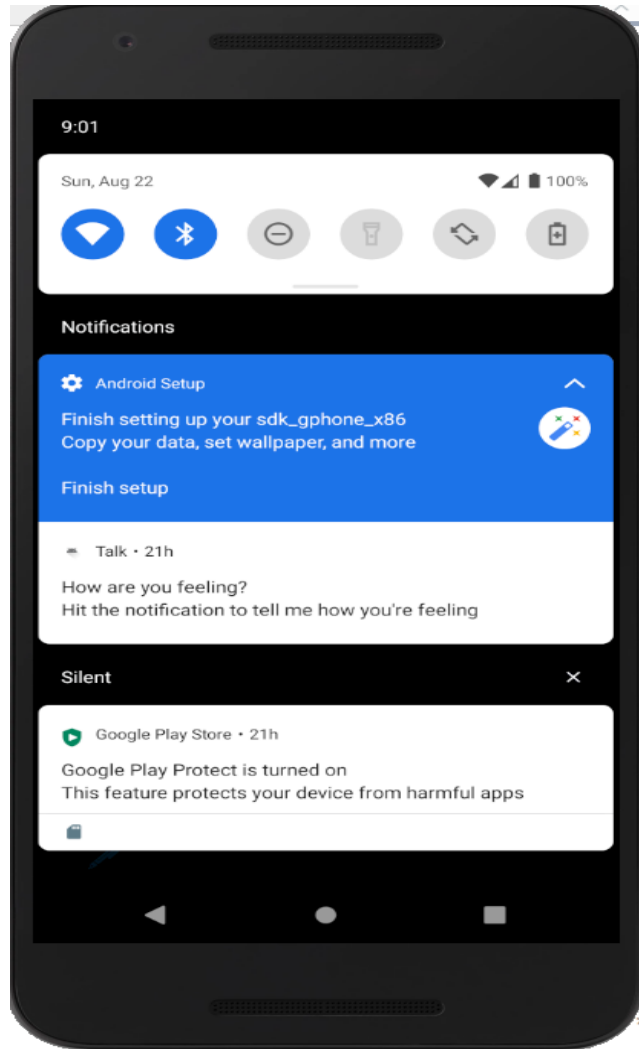 9:01
Sun, Aug 22
100%
Notifications
Android Setup
Finish setting up your sdk_gphone_x86
Copy your data, set wallpaper, and more
Finish setup
Talk • 21h
How are you feeling?
Hit the notification to tell me how you're feeling
Silent
Google Play Store • 21h
Google Play Protect is turned on
This feature protects your device from harmful apps